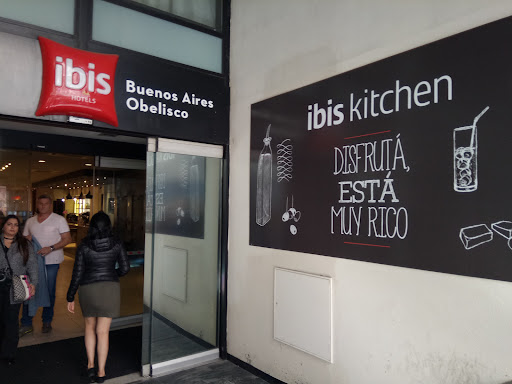 ibis
HOTELS
Buenos Aires
Obelisco
ibis kitchen
DISFRUTÁ,
ESTÁ
MUY RICO